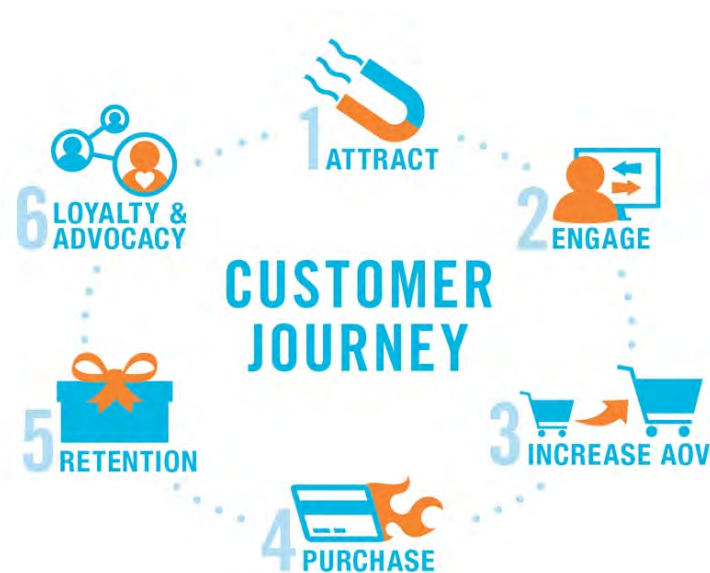 CUSTOMER
JOURNEY
1 ATTRACT
2 ENGAGE
3 INCREASE AOV
4 PURCHASE
5 RETENTION
6 LOYALTY &
ADVOCACY